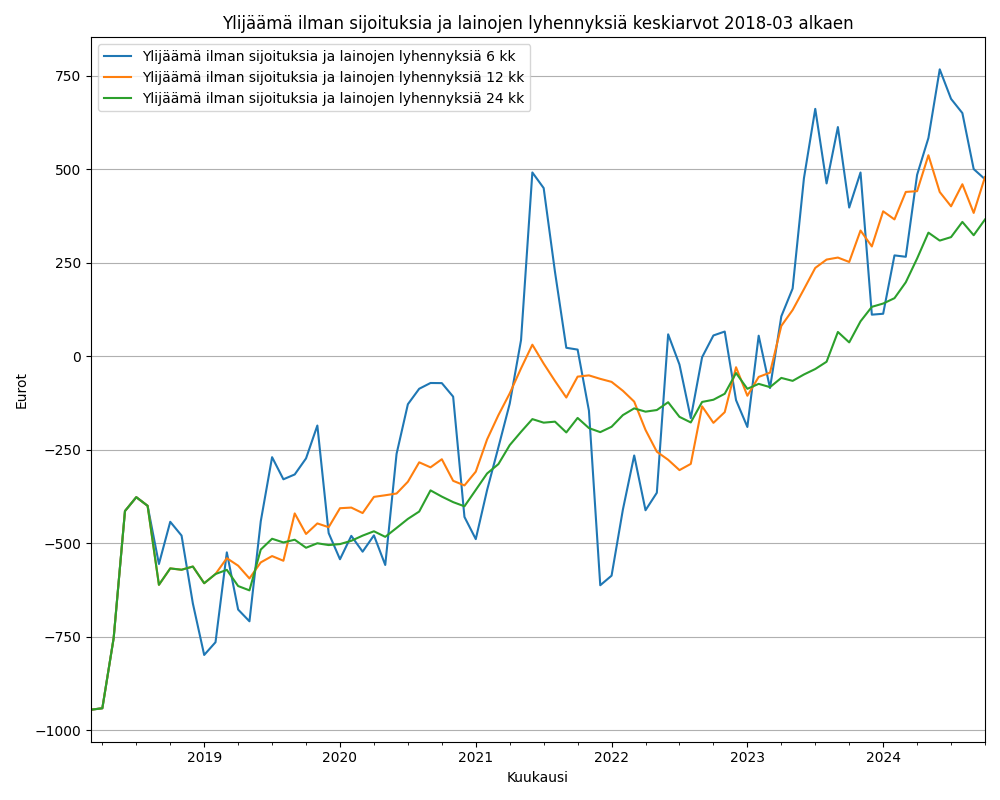 Ylijäämä ilman sijoituksia ja lainojen lyhennyksiä keskiarvot 2018-03 alkaen
Ylijäämä ilman sijoituksia ja lainojen lyhennyksiä 6 kk
Ylijäämä ilman sijoituksia ja lainojen lyhennyksiä 12 kk
Ylijäämä ilman sijoituksia ja lainojen lyhennyksiä 24 kk
750
500
250
0
−250
−500
−750
−1000
Eurot
2019 2020 2021 2022 2023 2024
Kuukausi